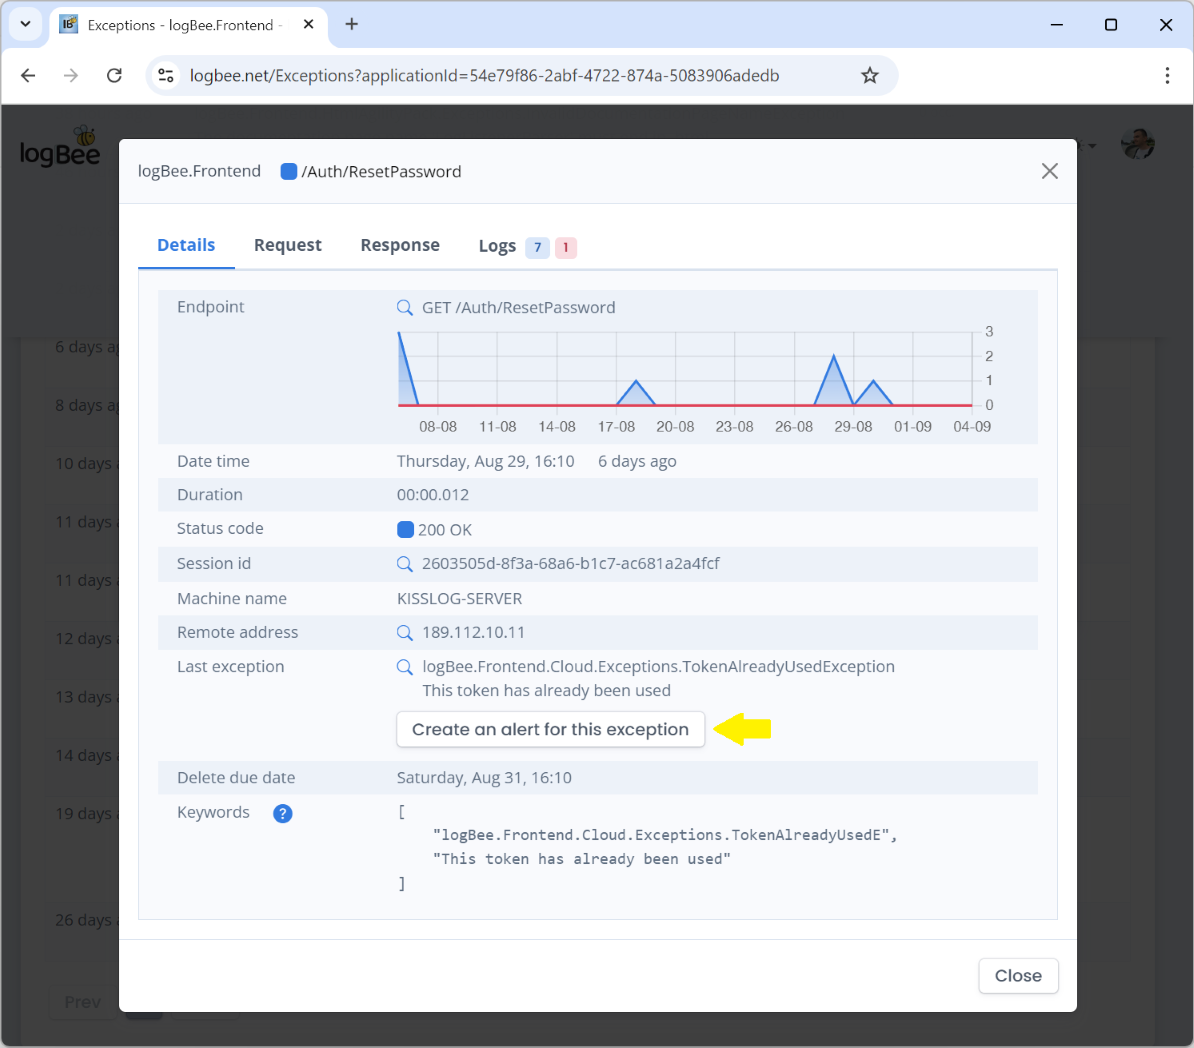 Exceptions - logBee.Frontend -
logbee.net/Exceptions?applicationId=54e79f86-2abf-4722-874a-5083906adedb
logBee
logBee.Frontend /Auth/ResetPassword
Details Request Response Logs 7 1
Endpoint GET /Auth/ResetPassword
3
2
1
0
08-08 11-08 14-08 17-08 20-08 23-08 26-08 29-08 01-09 04-09
Date time Thursday, Aug 29, 16:10 6 days ago
Duration 00:00.012
Status code 200 OK
Session id 2603505d-8f3a-68a6-b1c7-ac681a2a4fcf
Machine name KISSLOG-SERVER
Remote address 189.112.10.11
Last exception logBee.Frontend.Cloud.Exceptions.TokenAlreadyUsedException
This token has already been used
Create an alert for this exception
Delete due date Saturday, Aug 31, 16:10
Keywords ? [
"logBee.Frontend.Cloud.Exceptions.TokenAlreadyUsedE",
"This token has already been used"
]
Close
6 days
8 days
10 days
11 days
11 days
12 days
13 days
14 days
19 days
26 days
Prev